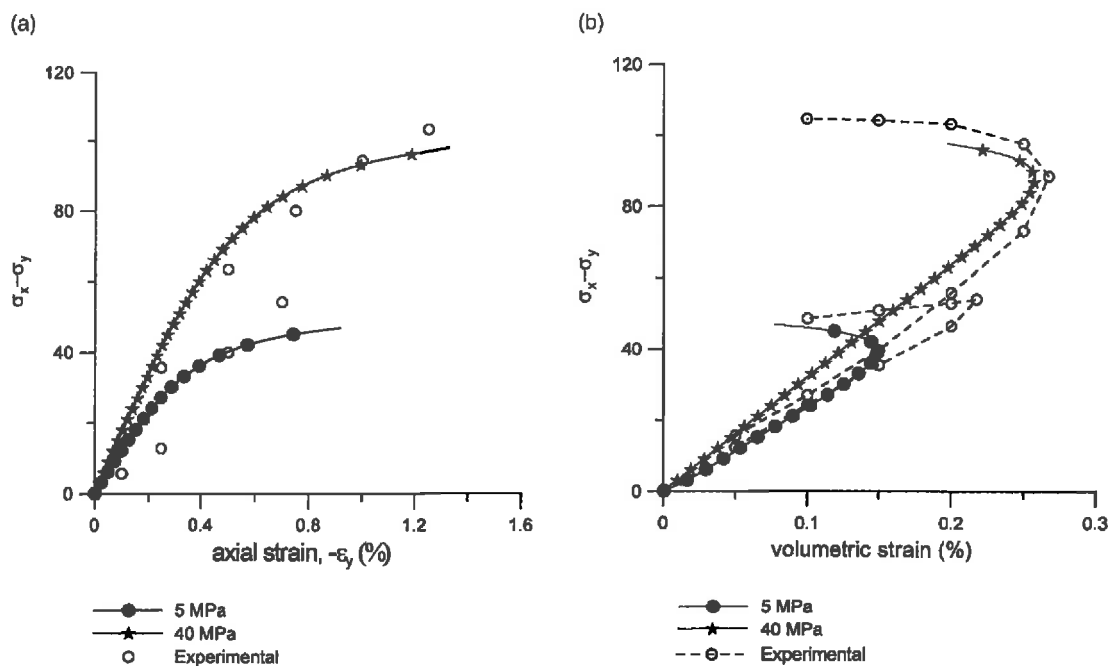 (a)
120
80
40
0
σx–σy
0 0.4 0.8 1.2 1.6
axial strain, -εy (%)
5 MPa
40 MPa
Experimental
(b)
120
80
40
0
σx–σy
0 0.1 0.2 0.3
volumetric strain (%)
5 MPa
40 MPa
Experimental